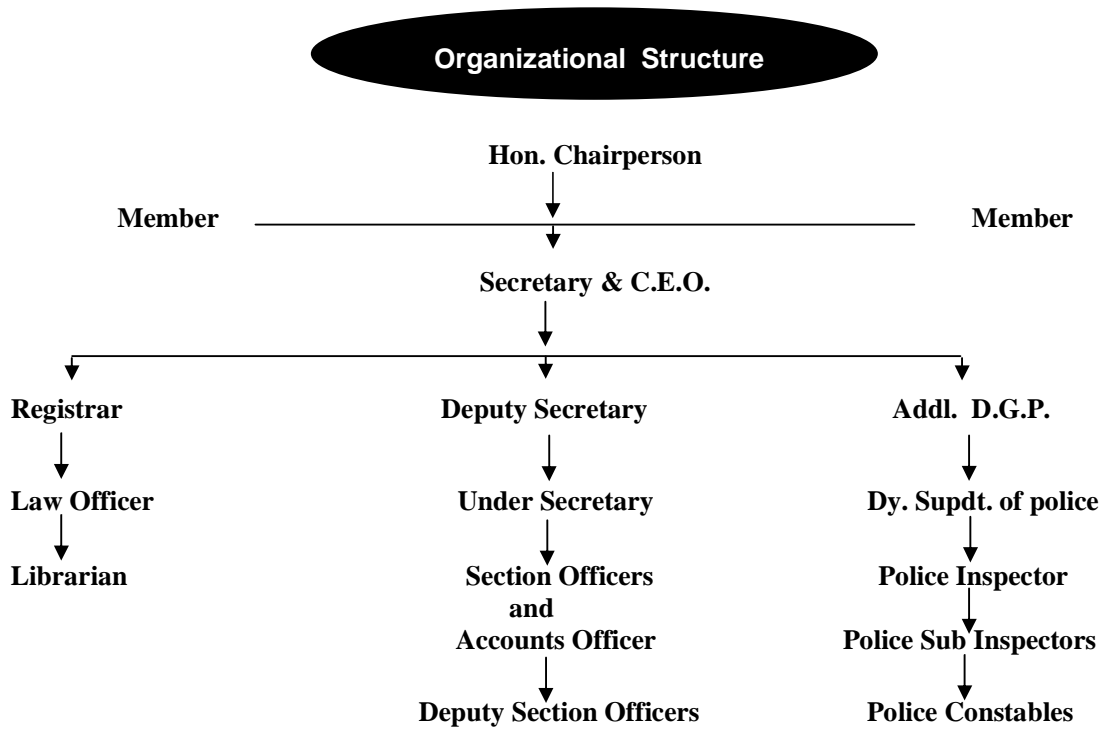 Organizational Structure
Hon. Chairperson
Member Member
Secretary & C.E.O.
Registrar Deputy Secretary Addl. D.G.P.
Law Officer Under Secretary Dy. Supdt. of police
Librarian Section Officers Police Inspector
and
Accounts Officer Police Sub Inspectors
Deputy Section Officers Police Constables